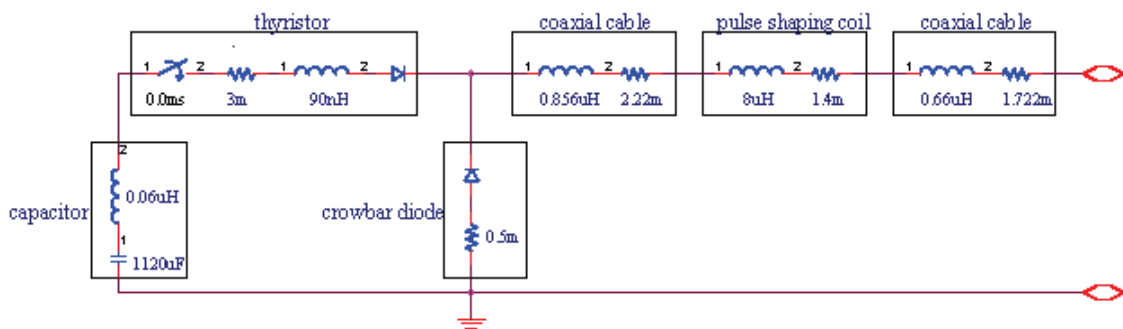 thyristor
coaxial cable
pulse shaping coil
coaxial cable
1 2 1 2
1 2
1 2
1 2
0.0ms 3m 90nH
0.856uH 2.22m
8uH 1.4m
0.66uH 1.722m
2
0.06uH
capacitor
1
1120uF
crowbar diode
0.5m